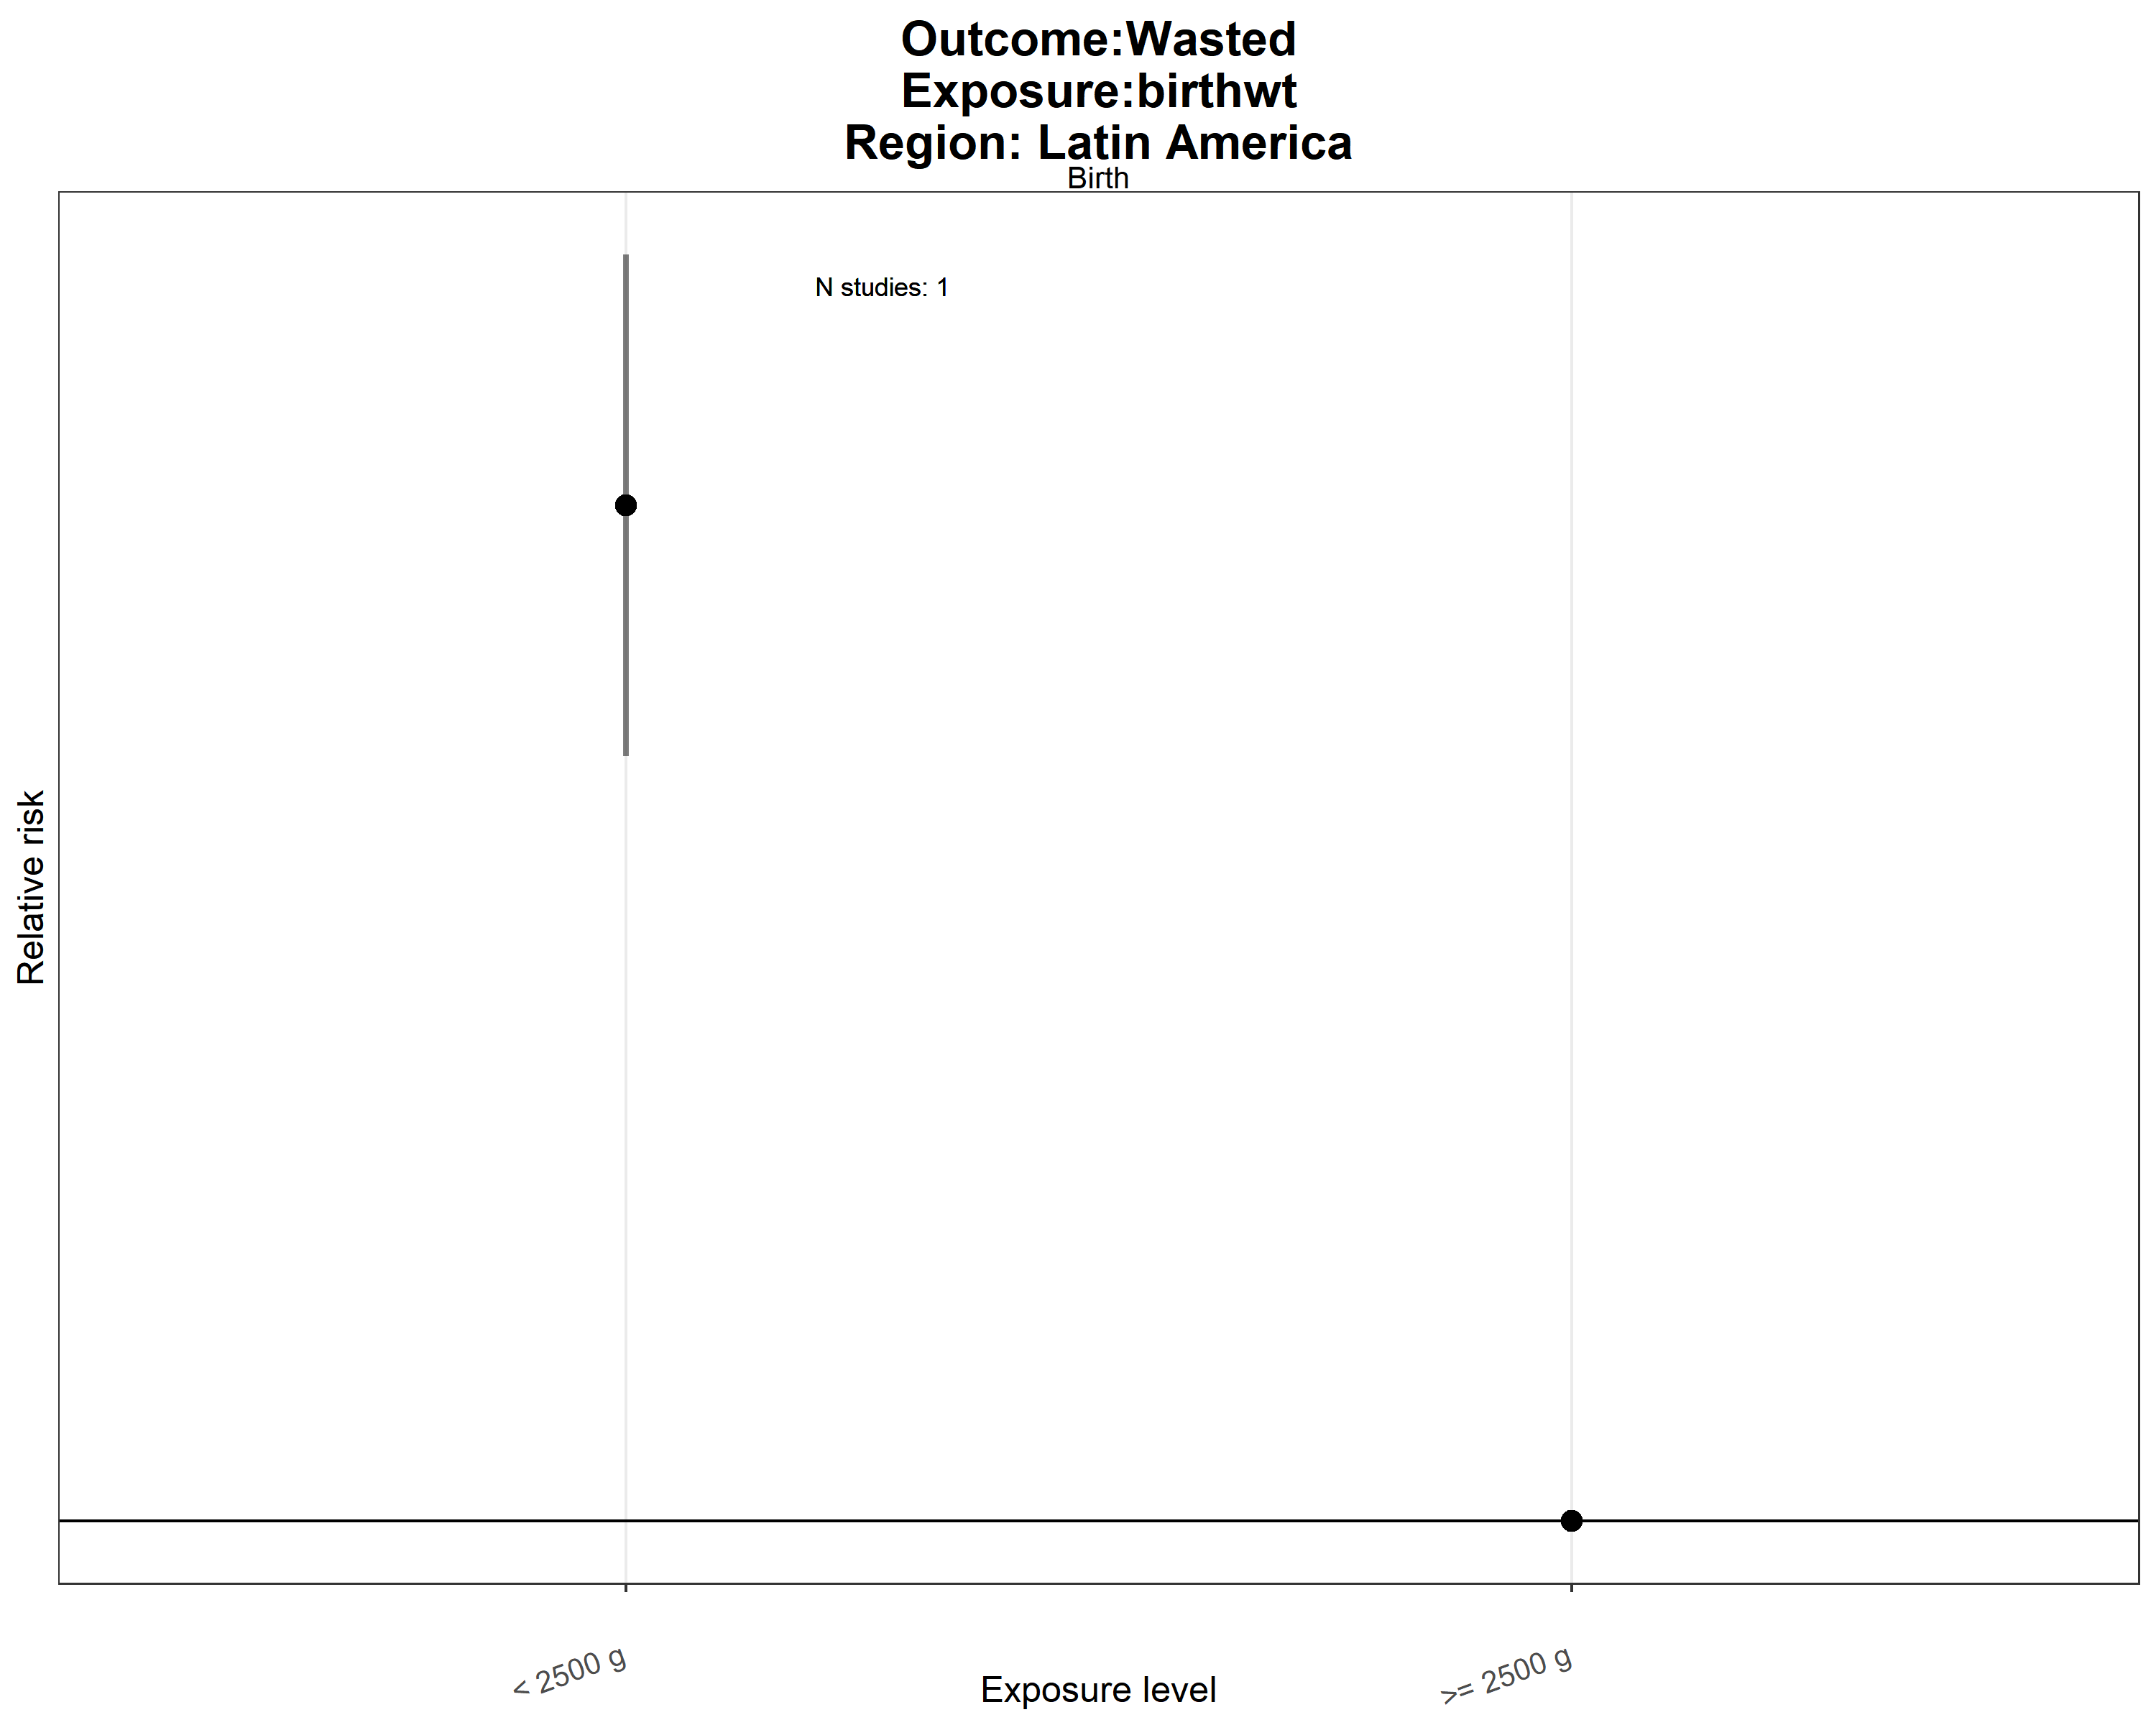 Outcome:Wasted
Exposure:birthwt
Region: Latin America
Birth
N studies: 1
Relative risk
< 2500 g
>= 2500 g
Exposure level